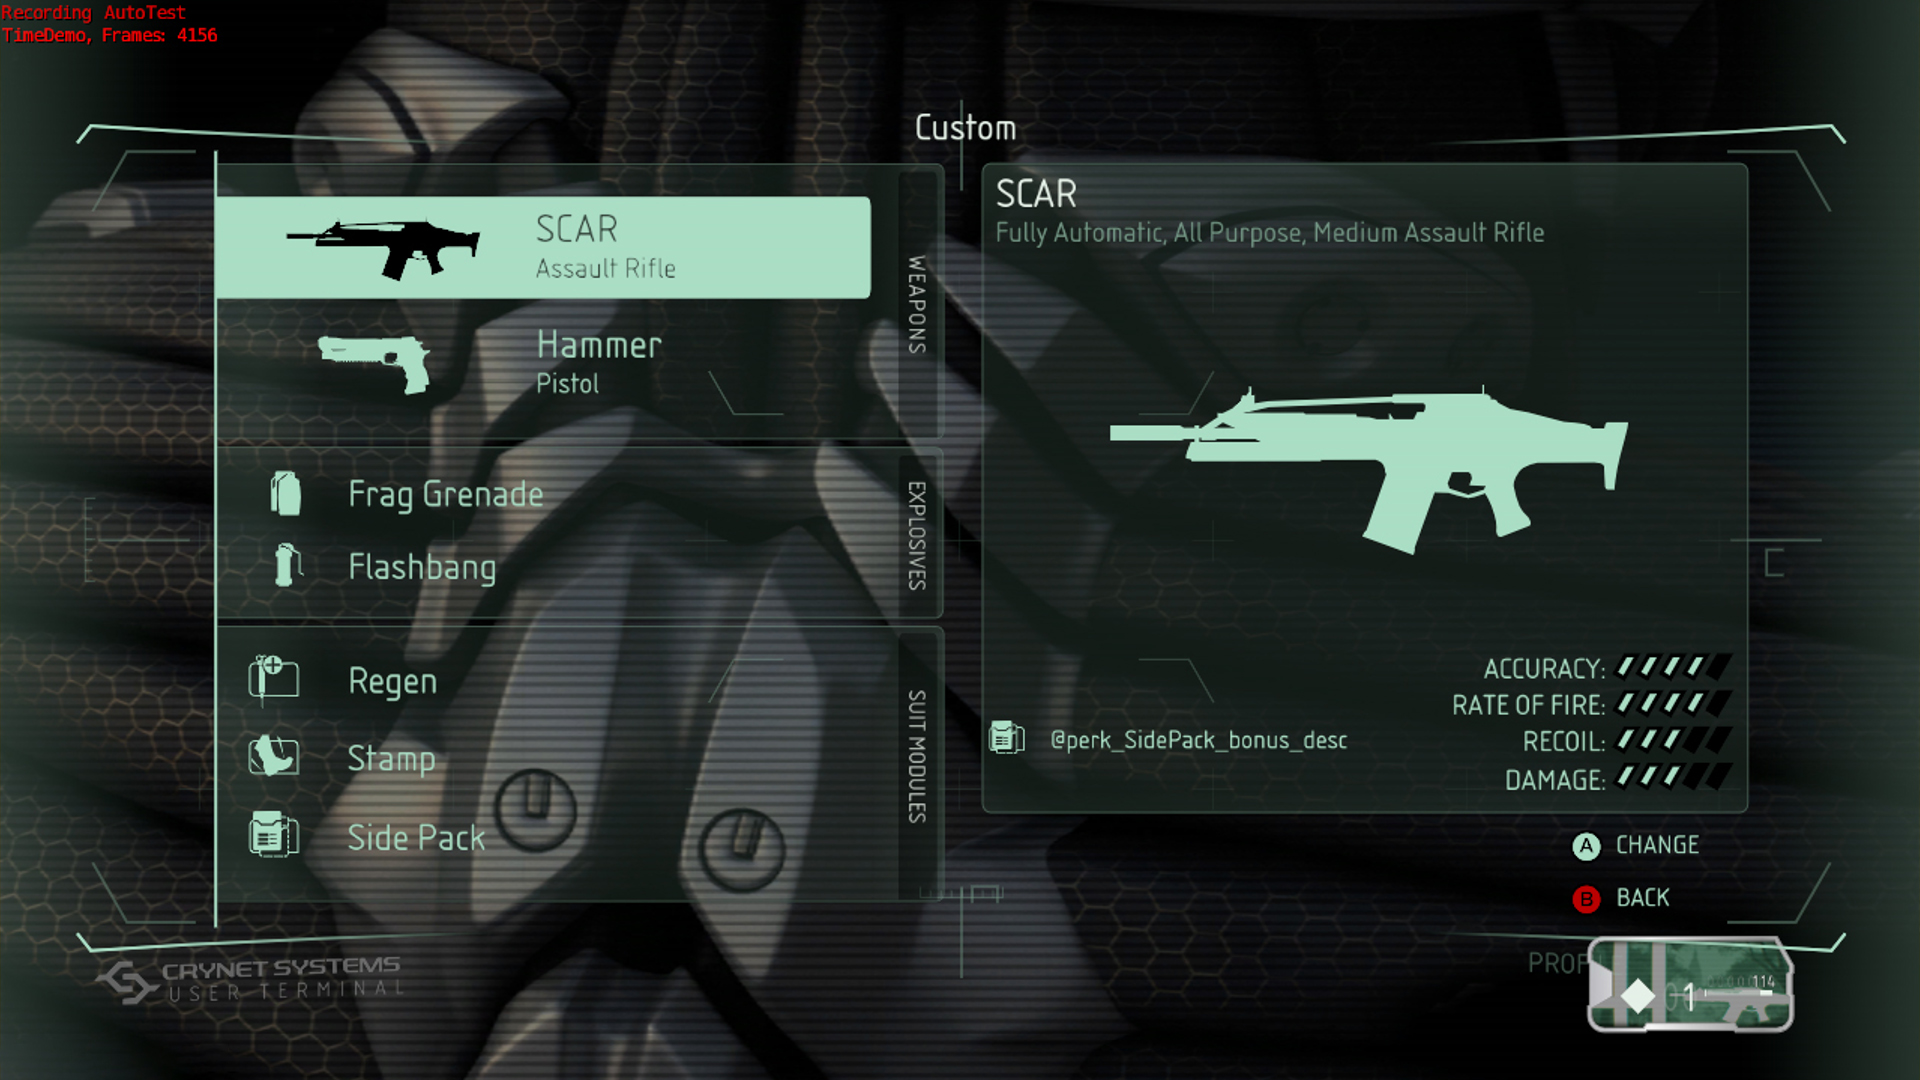 Recording AutoTest
TimeDemo, Frames: 4156
Custom
SCAR
Assault Rifle
Hammer
Pistol
WEAPONS
Frag Grenade
Flashbang
EXPLOSIVES
Regen
Stamp
Side Pack
SUIT MODULES
SCAR
Fully Automatic, All Purpose, Medium Assault Rifle
@perk_SidePack_bonus_desc
ACCURACY:
RATE OF FIRE:
RECOIL:
DAMAGE:
A CHANGE
B BACK
CRYNET SYSTEMS
USER TERMINAL
114
1